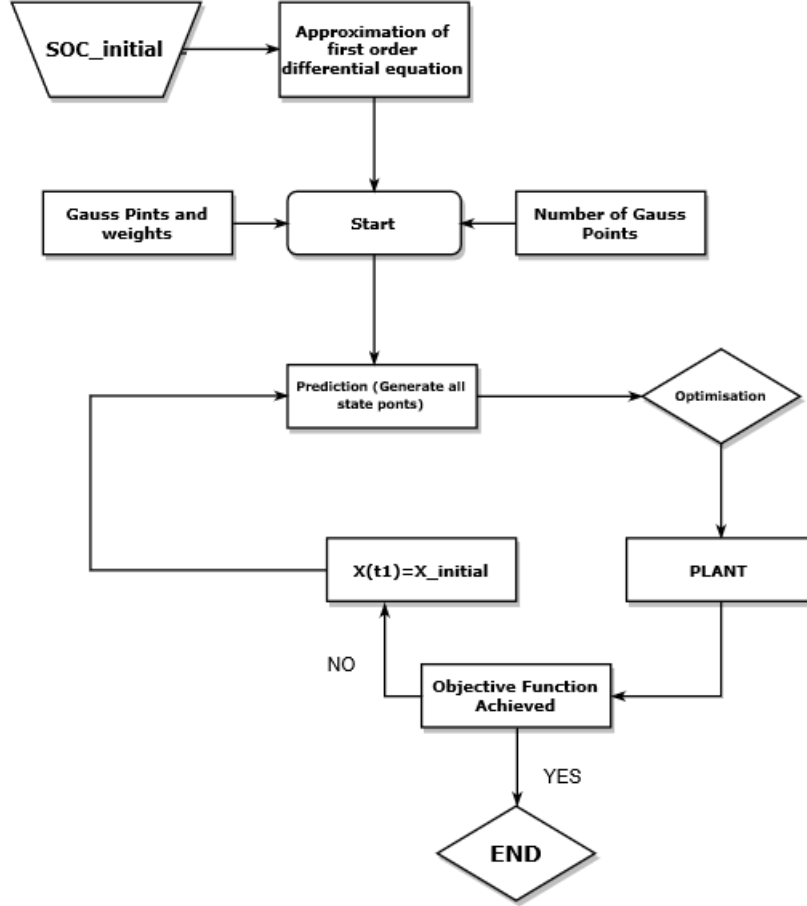 SOC_initial
Approximation of
first order
differential equation
Gauss Pints and
weights
Start
Number of Gauss
Points
Prediction (Generate all
state ponts)
Optimisation
X(t1)=X_initial
PLANT
NO
Objective Function
Achieved
YES
END